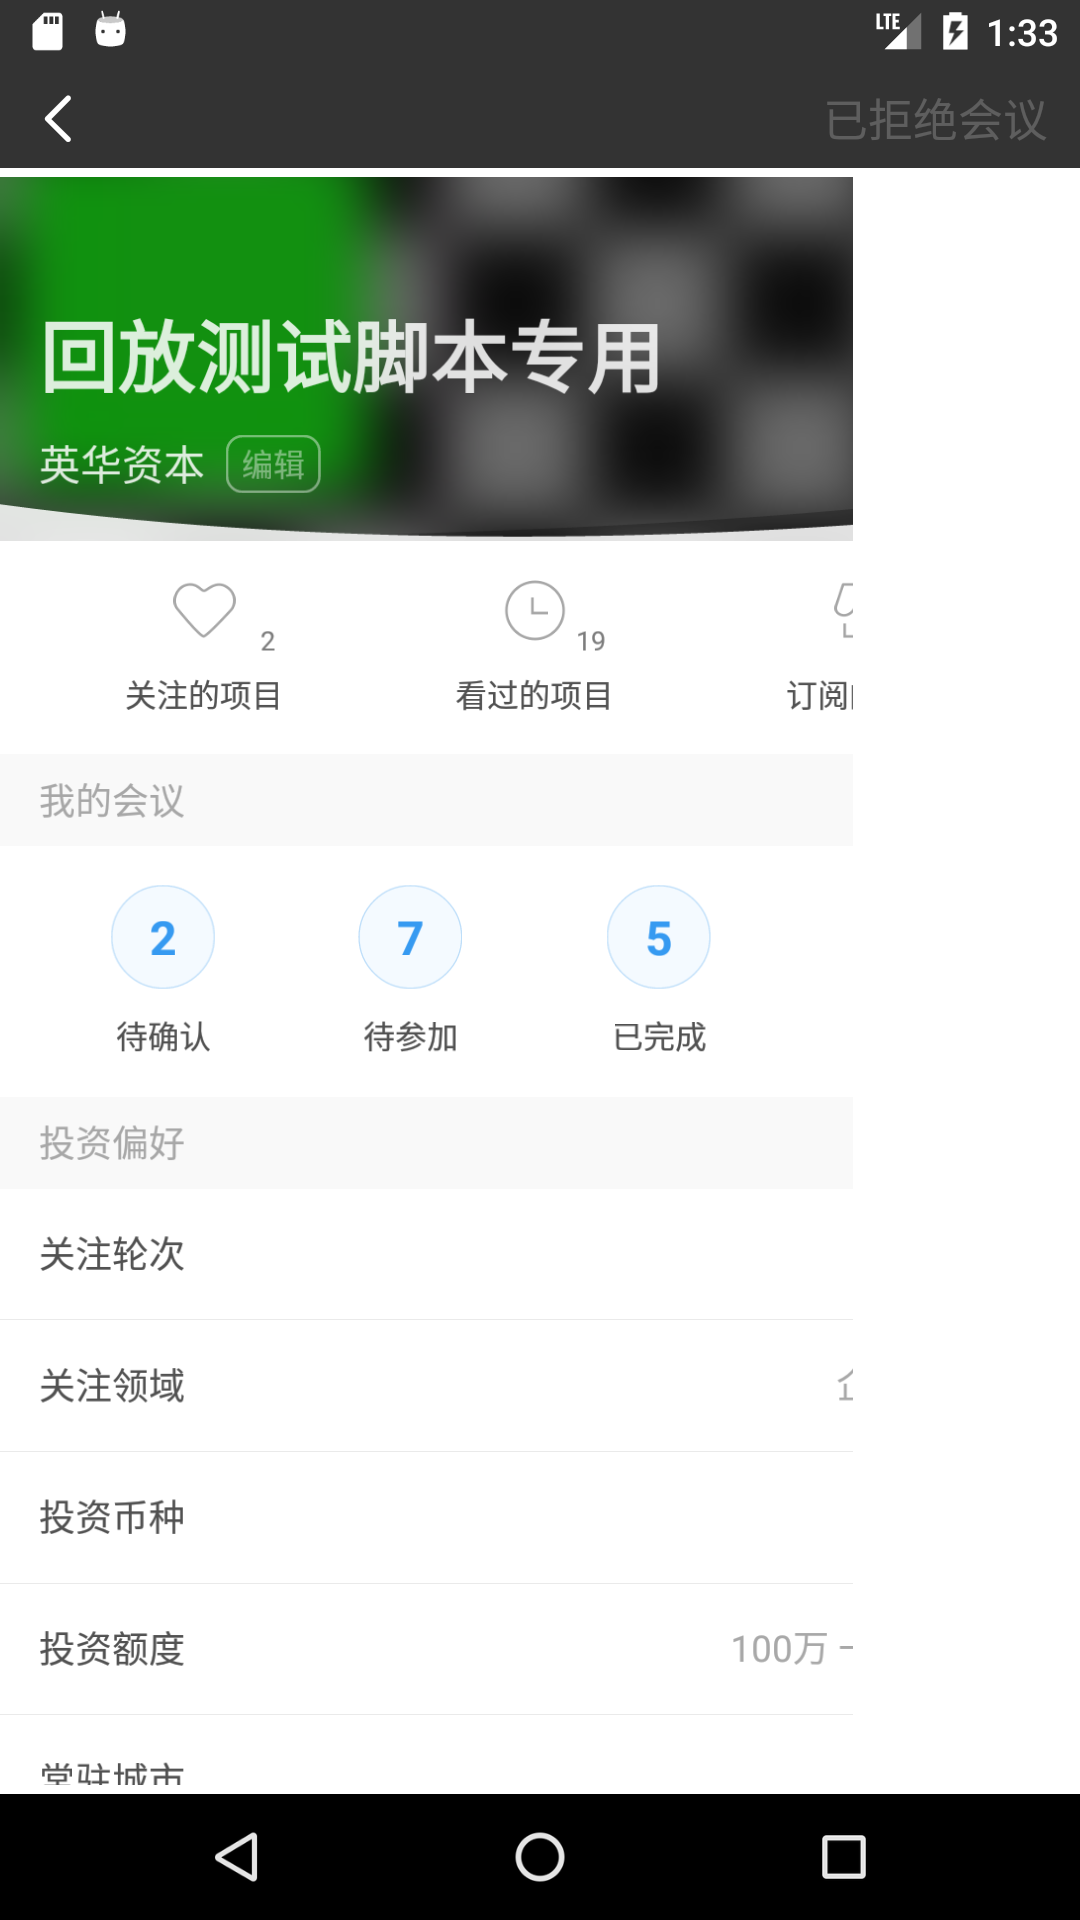 LTE 1:33
已拒绝会议
回放测试脚本专用
英华资本 编辑
2 19
关注的项目 看过的项目 订阅
我的会议
2 7 5
待确认 待参加 已完成
投资偏好
关注轮次
关注领域
投资币种
投资额度 100万 -
常驻城市